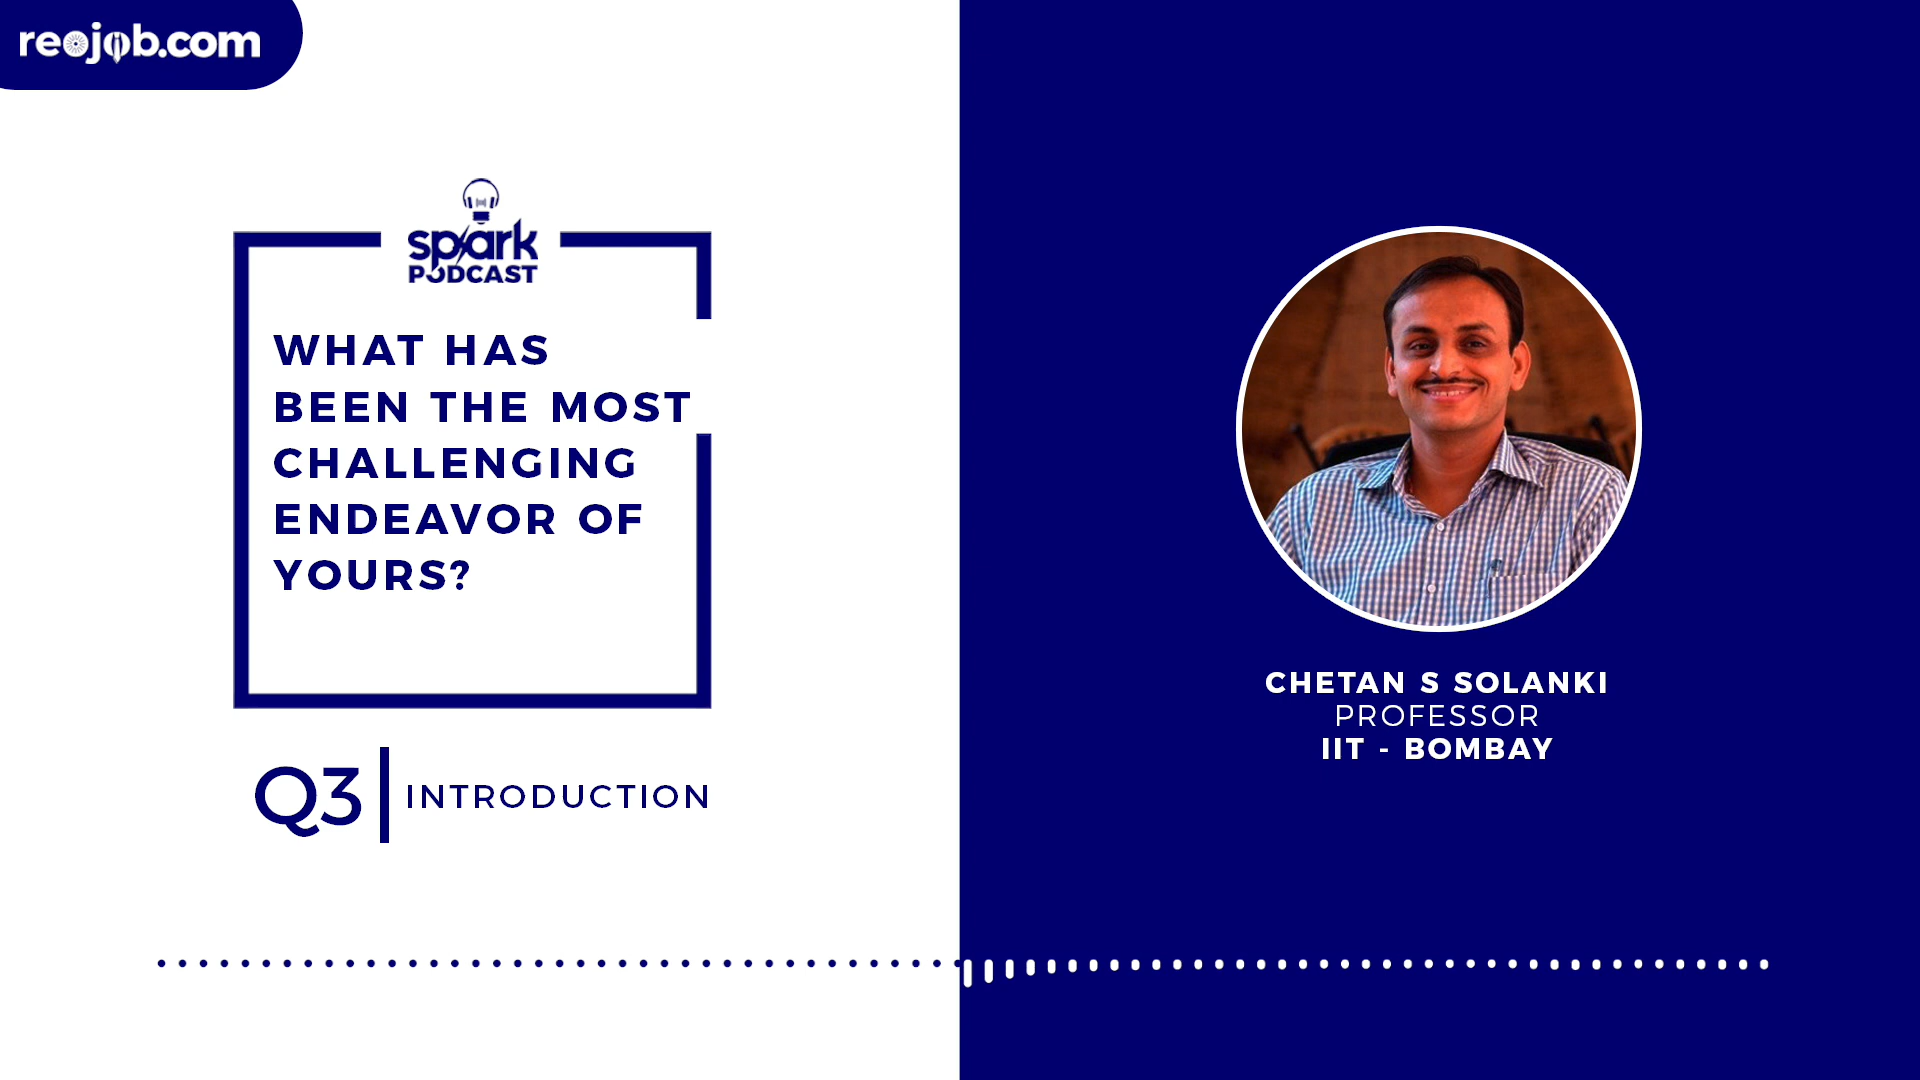 reojob.com
spark
PODCAST
WHAT HAS
BEEN THE MOST
CHALLENGING
ENDEAVOR OF
YOURS?
Q3 INTRODUCTION
CHETAN S SOLANKI
PROFESSOR
IIT - BOMBAY